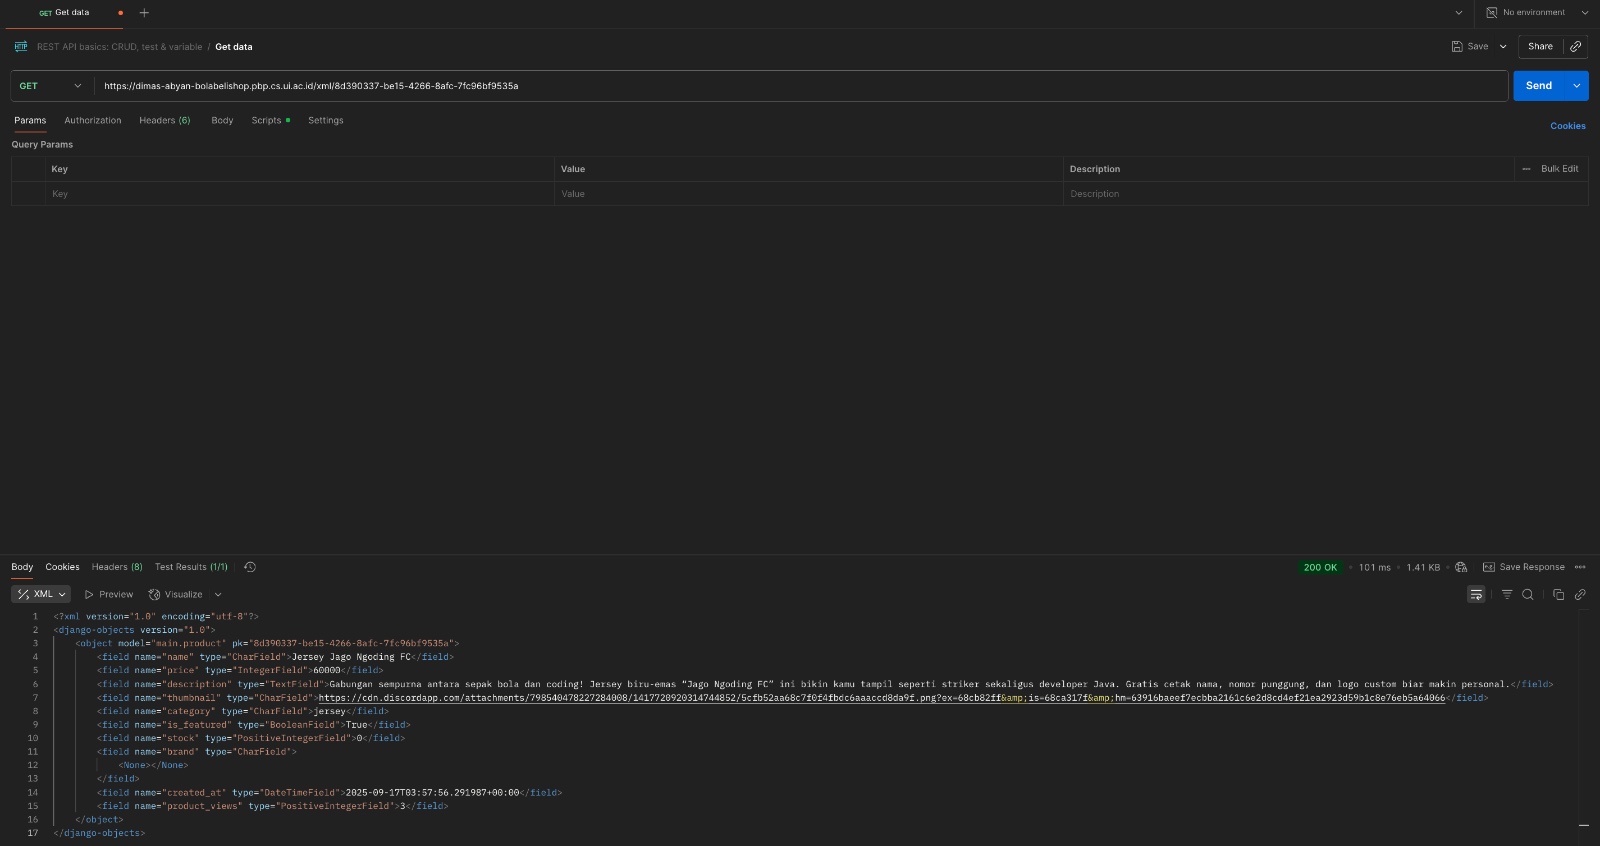 GET Get data
No environment
HTTP REST API basics: CRUD, test & variable / Get data
Save
Share
GET https://dimas-abyan-bolabelishop.pbp.cs.ui.ac.id/xml/8d390337-be15-4266-8afc-7fc96bf9535a
Send
Params Authorization Headers (6) Body Scripts Settings
Cookies
Query Params
Key Value Description Bulk Edit
Key Value Description
Body Cookies Headers (8) Test Results (1/1)
200 OK • 101 ms • 1.41 KB • Save Response
XML Preview Visualize
1 <?xml version="1.0" encoding="utf-8"?>
2 <django-objects version="1.0">
3 <object model="main.product" pk="8d390337-be15-4266-8afc-7fc96bf9535a">
4 <field name="name" type="CharField">Jersey Jago Ngoding FC</field>
5 <field name="price" type="IntegerField">60000</field>
6 <field name="description" type="TextField">Gabungan sempurna antara sepak bola dan coding! Jersey biru-emas “Jago Ngoding FC” ini bikin kamu tampil seperti striker sekaligus developer Java. Gratis cetak nama, nomor punggung, dan logo custom biar makin personal.</field>
7 <field name="thumbnail" type="CharField">https://cdn.discordapp.com/attachments/798540478227284008/1417720920314744852/5cfb52aa68c7f0f4fbdc6aaaccd8da9f.png?ex=68cb82ff&amp;is=68ca317f&amp;hm=63916baeef7ecbba2161c6e2d8cd4ef21ea2923d59b1c8e76eb5a64066</field>
8 <field name="category" type="CharField">jersey</field>
9 <field name="is_featured" type="BooleanField">True</field>
10 <field name="stock" type="PositiveIntegerField">0</field>
11 <field name="brand" type="CharField">
12 <None></None>
13 </field>
14 <field name="created_at" type="DateTimeField">2025-09-17T03:57:56.291987+00:00</field>
15 <field name="product_views" type="PositiveIntegerField">3</field>
16 </object>
17 </django-objects>